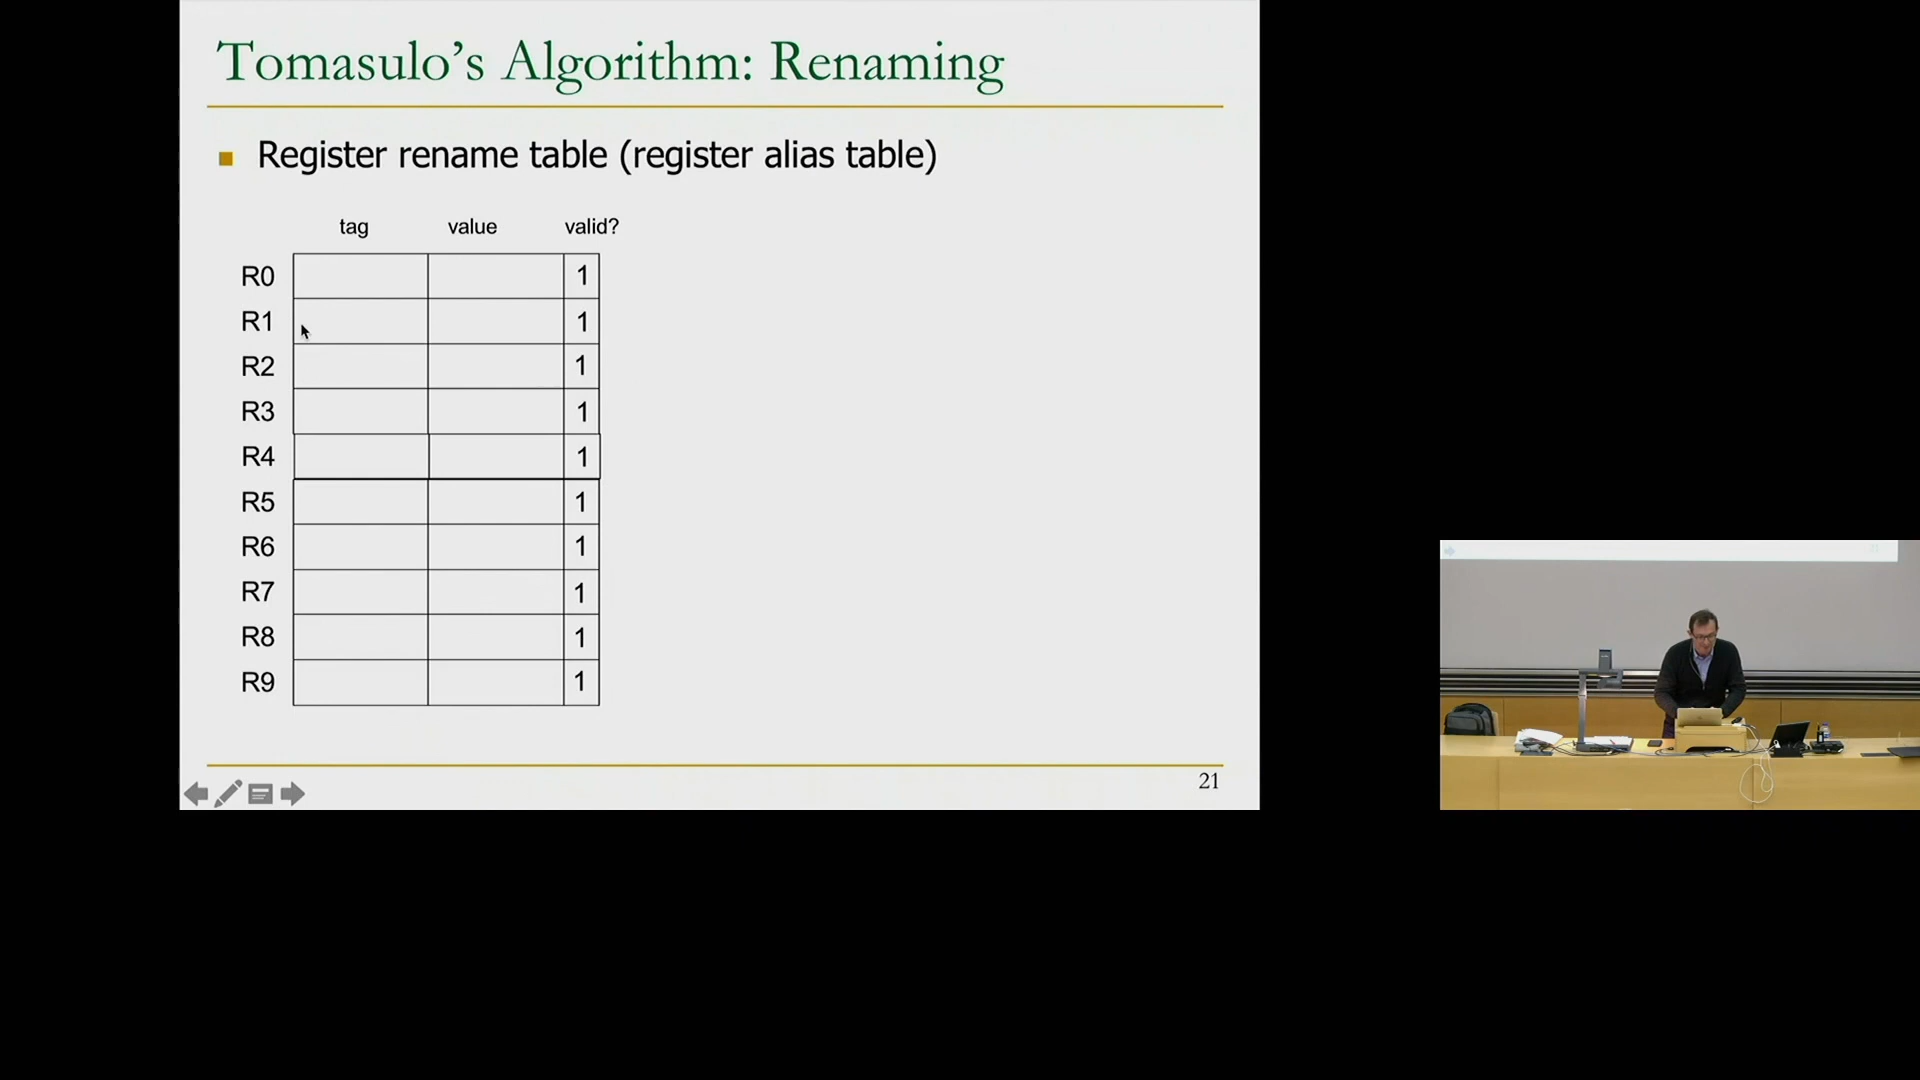 Tomasulo's Algorithm: Renaming
Register rename table (register alias table)
tag value valid?
R0 1
R1 1
R2 1
R3 1
R4 1
R5 1
R6 1
R7 1
R8 1
R9 1
21